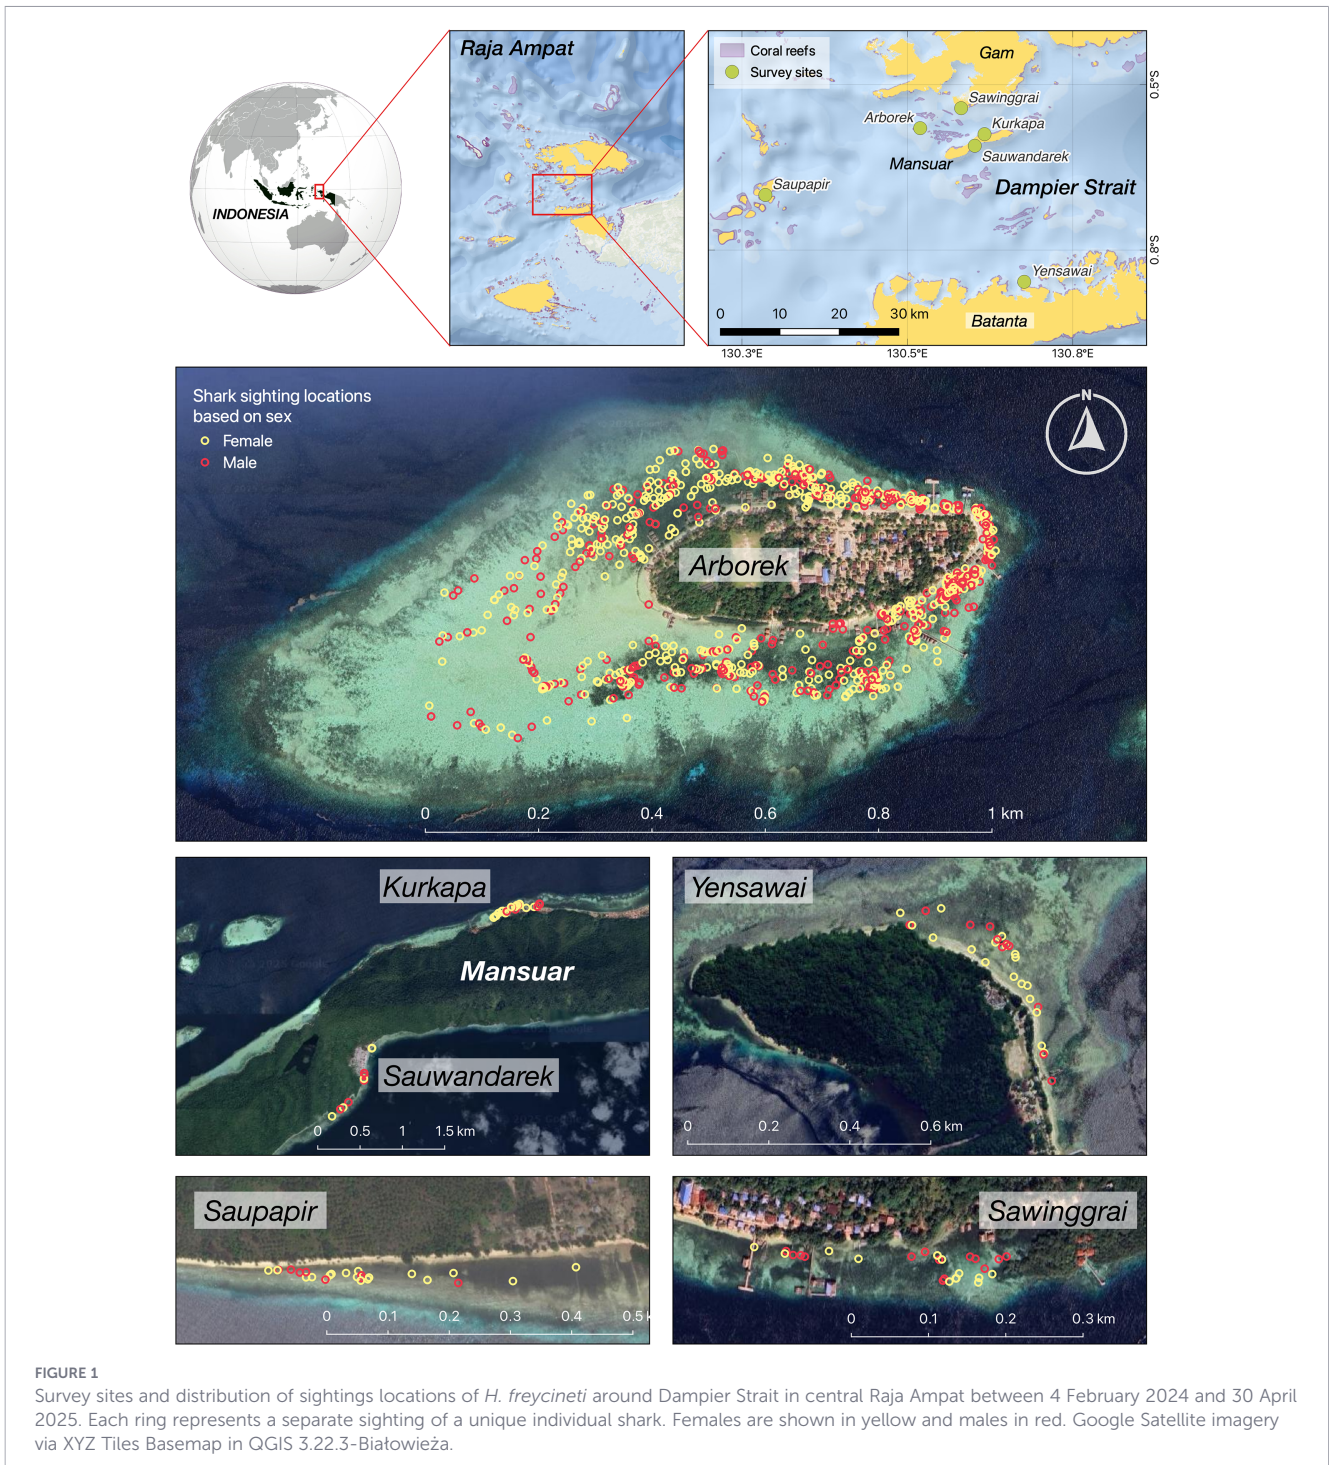 INDONESIA
Raja Ampat
Coral reefs
Survey sites
Gam
Sawinggrai
Arborek
Kurkapa
Mansuar
Sauwandarek
Dampier Strait
Saupapir
Yensawai
Batanta
0 10 20 30 km
0.5°S
0.8°S
130.3°E 130.5°E 130.8°E
Shark sighting locations
based on sex
Female
Male
N
Arborek
0 0.2 0.4 0.6 0.8 1 km
Kurkapa
Mansuar
Sauwandarek
0 0.5 1 1.5 km
Yensawai
0 0.2 0.4 0.6 km
Saupapir
0 0.1 0.2 0.3 0.4 0.5 k
Sawinggrai
0 0.1 0.2 0.3 km
FIGURE 1
Survey sites and distribution of sightings locations of H. freycineti around Dampier Strait in central Raja Ampat between 4 February 2024 and 30 April
2025. Each ring represents a separate sighting of a unique individual shark. Females are shown in yellow and males in red. Google Satellite imagery
via XYZ Tiles Basemap in QGIS 3.22.3-Białowieża.